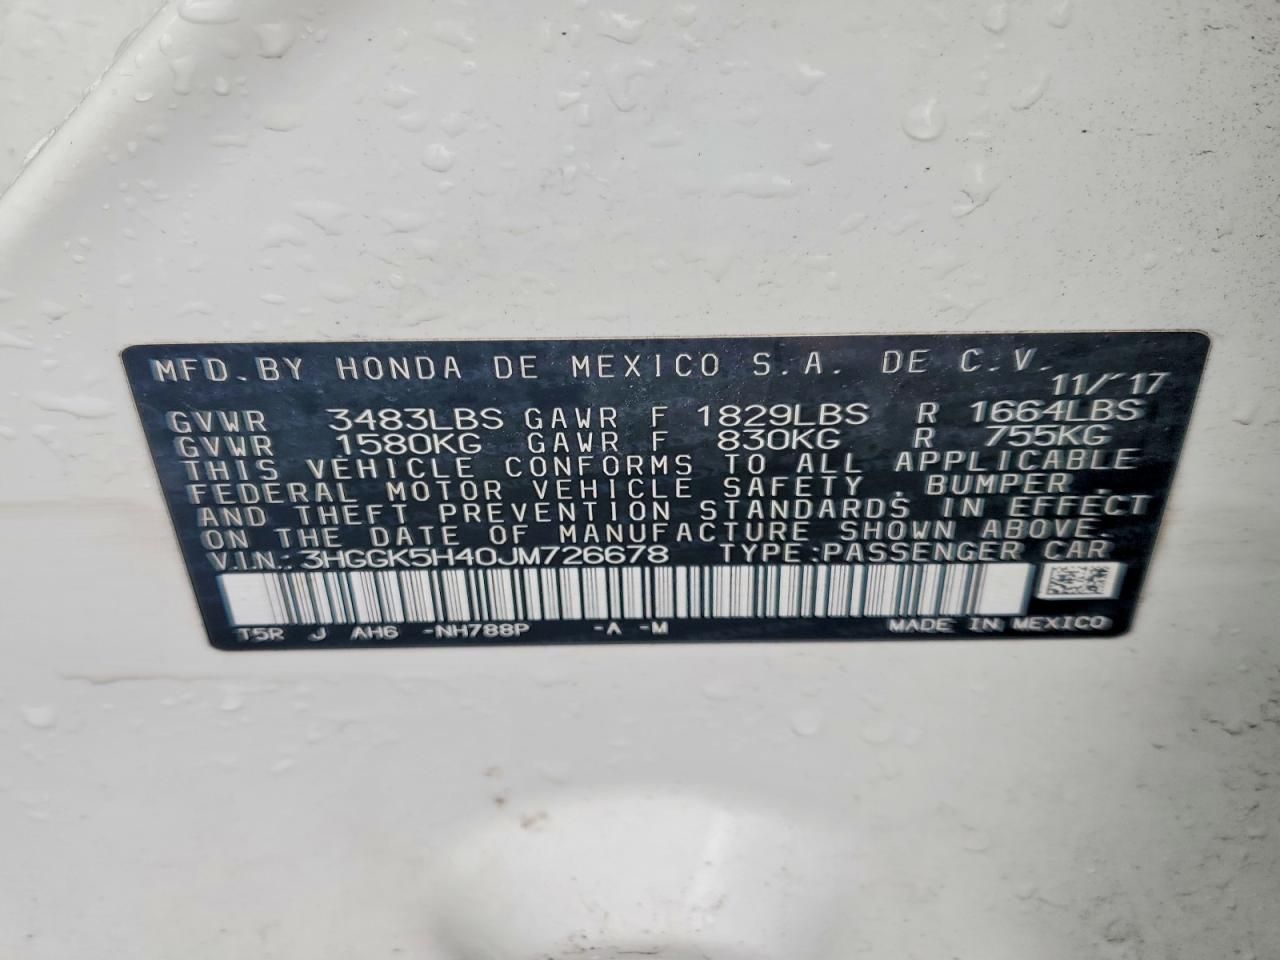 MFD. BY HONDA DE MEXICO S.A. DE C.V.
11/'17
GVWR 3483LBS GAWR F 1829LBS R 1664LBS
GVWR 1580KG GAWR F 830KG R 755KG
THIS VEHICLE CONFORMS TO ALL APPLICABLE
FEDERAL MOTOR VEHICLE SAFETY, BUMPER,
AND THEFT PREVENTION STANDARDS IN EFFECT
ON THE DATE OF MANUFACTURE SHOWN ABOVE.
V.I.N.: 3HGGK5H40JM726678 TYPE:PASSENGER CAR
T5R J AH6 -NH788P -A -M MADE IN MEXICO